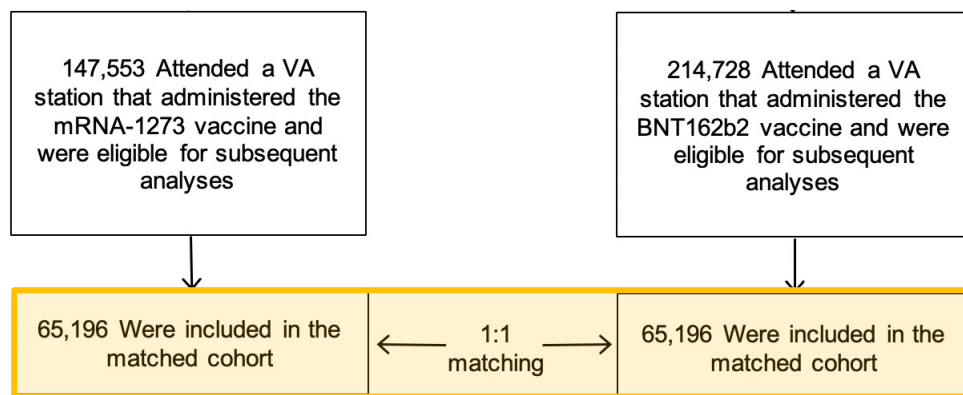 147,553 Attended a VA
station that administered the
mRNA-1273 vaccine and
were eligible for subsequent
analyses
214,728 Attended a VA
station that administered the
BNT162b2 vaccine and were
eligible for subsequent
analyses
65,196 Were included in the
matched cohort
1:1
matching
65,196 Were included in the
matched cohort